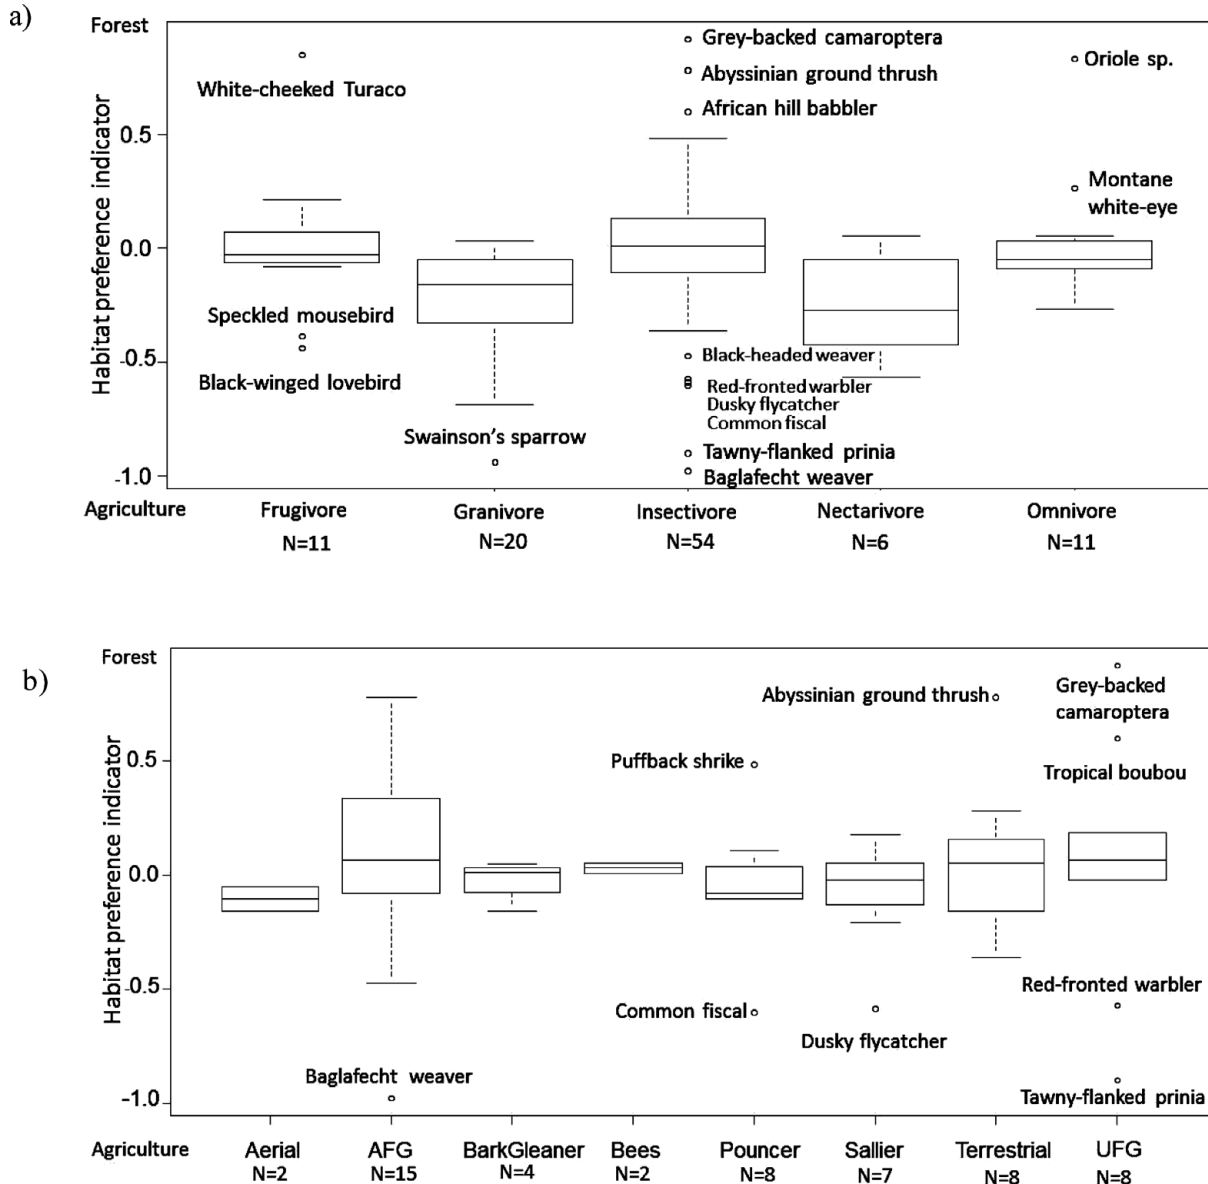 a)
Forest
Grey-backed camaroptera
Oriole sp.
White-cheeked Turaco
Abyssinian ground thrush
African hill babbler
0.5
Montane
white-eye
0.0
Habitat preference indicator
Speckled mousebird
Black-headed weaver
-0.5
Black-winged lovebird
Red-fronted warbler
Dusky flycatcher
Common fiscal
Swainson's sparrow
Tawny-flanked prinia
-1.0
Baglafecht weaver
Agriculture
Frugivore Granivore Insectivore Nectarivore Omnivore
N=11 N=20 N=54 N=6 N=11
b)
Forest
Abyssinian ground thrush
Grey-backed
camaroptera
0.5
Puffback shrike
Tropical boubou
Habitat preference indicator
0.0
-0.5
Red-fronted warbler
Common fiscal
Dusky flycatcher
Baglafecht weaver
-1.0
Tawny-flanked prinia
Agriculture
Aerial AFG BarkGleaner Bees Pouncer Sallier Terrestrial UFG
N=2 N=15 N=4 N=2 N=8 N=7 N=8 N=8